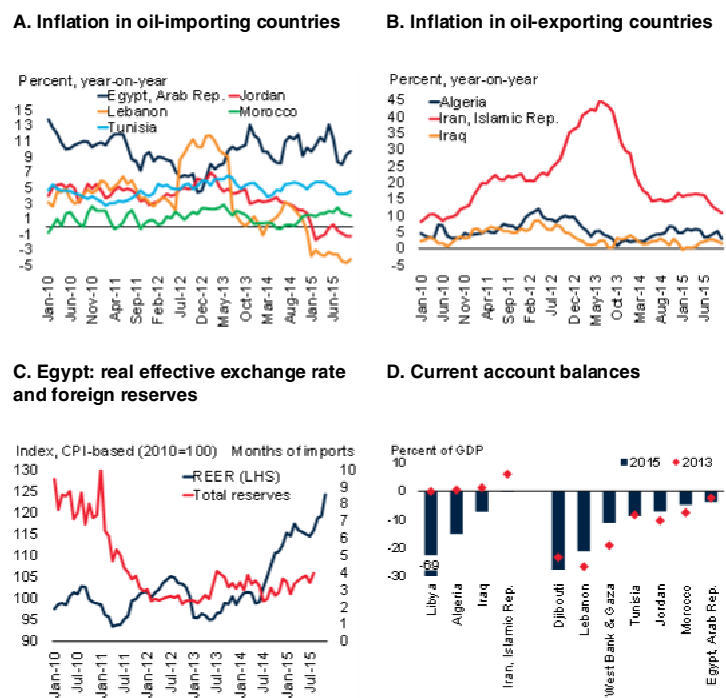 A. Inflation in oil-importing countries
Percent, year-on-year
Egypt, Arab Rep.
Jordan
Lebanon
Morocco
Tunisia
15
13
11
9
7
5
3
1
-1
-3
-5
Jan-10
Jun-10
Nov-10
Apr-11
Sep-11
Feb-12
Jul-12
Dec-12
May-13
Oct-13
Mar-14
Aug-14
Jan-15
Jun-15
B. Inflation in oil-exporting countries
Percent, year-on-year
Algeria
Iran, Islamic Rep.
Iraq
45
40
35
30
25
20
15
10
5
0
-5
Jan-10
Jun-10
Nov-10
Apr-11
Sep-11
Feb-12
Jul-12
Dec-12
May-13
Oct-13
Mar-14
Aug-14
Jan-15
Jun-15
C. Egypt: real effective exchange rate
and foreign reserves
Index, CPI-based (2010=100)
Months of imports
REER (LHS)
Total reserves
130
125
120
115
110
105
100
95
90
10
9
8
7
6
5
4
3
2
1
0
Jan-10
Jul-10
Jan-11
Jul-11
Jan-12
Jul-12
Jan-13
Jul-13
Jan-14
Jul-14
Jan-15
Jul-15
D. Current account balances
Percent of GDP
2015
2013
10
0
-10
-20
-30
Libya
Algeria
Iraq
Iran, Islamic Rep.
Djibouti
Lebanon
West Bank & Gaza
Tunisia
Jordan
Morocco
Egypt, Arab Rep.